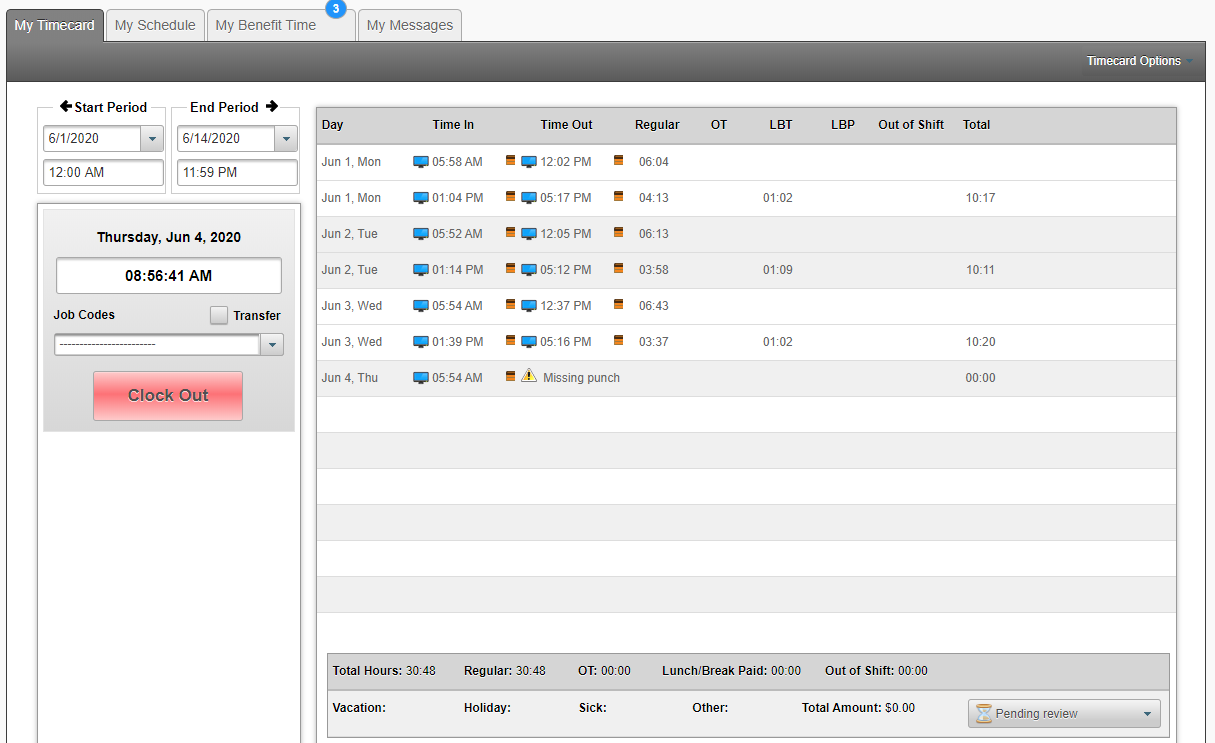 My Timecard My Schedule My Benefit Time 3 My Messages
Timecard Options
Start Period End Period
6/1/2020 6/14/2020
12:00 AM 11:59 PM
Thursday, Jun 4, 2020
08:56:41 AM
Job Codes Transfer
------------------------
Clock Out
Day Time In Time Out Regular OT LBT LBP Out of Shift Total
Jun 1, Mon 05:58 AM 12:02 PM 06:04
Jun 1, Mon 01:04 PM 05:17 PM 04:13 01:02 10:17
Jun 2, Tue 05:52 AM 12:05 PM 06:13
Jun 2, Tue 01:14 PM 05:12 PM 03:58 01:09 10:11
Jun 3, Wed 05:54 AM 12:37 PM 06:43
Jun 3, Wed 01:39 PM 05:16 PM 03:37 01:02 10:20
Jun 4, Thu 05:54 AM Missing punch 00:00
Total Hours: 30:48 Regular: 30:48 OT: 00:00 Lunch/Break Paid: 00:00 Out of Shift: 00:00
Vacation: Holiday: Sick: Other: Total Amount: $0.00 Pending review